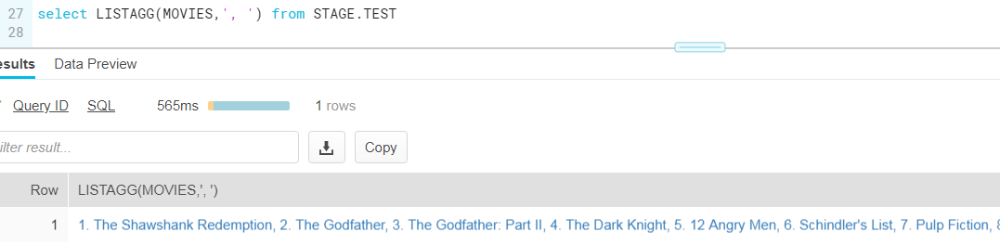 27 select LISTAGG(MOVIES,', ') from STAGE.TEST
28
esults Data Preview
Query ID SQL 565ms 1 rows
ilter result... Copy
Row LISTAGG(MOVIES,', ')
1 1. The Shawshank Redemption, 2. The Godfather, 3. The Godfather: Part II, 4. The Dark Knight, 5. 12 Angry Men, 6. Schindler's List, 7. Pulp Fiction,